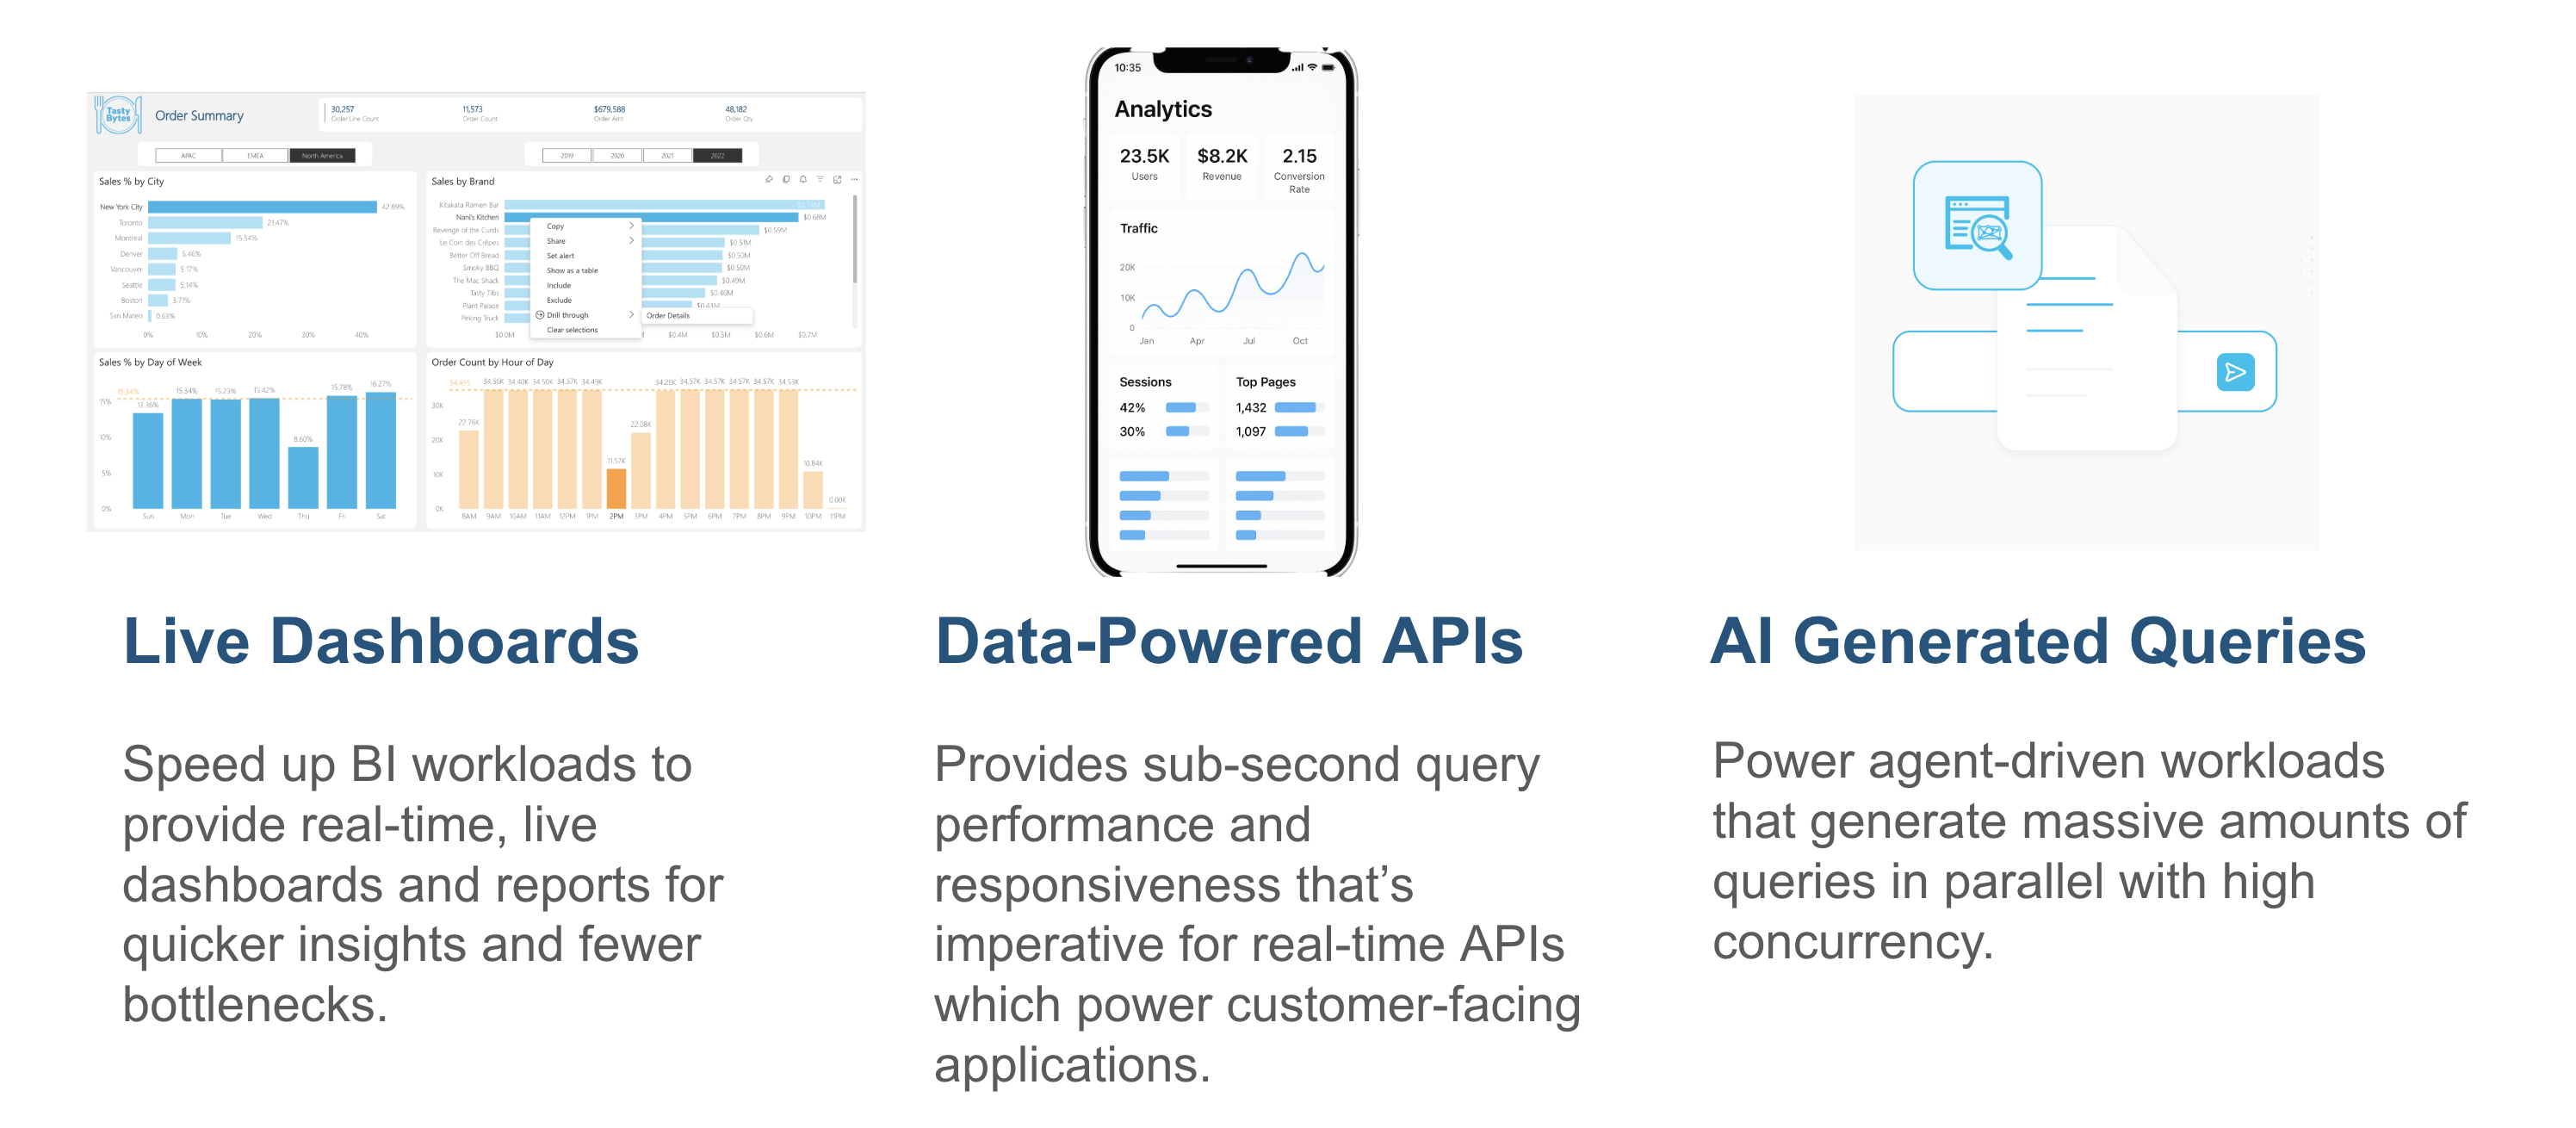 Tasty
Bytes
Order Summary
30,257
Order Line Count
11,573
Order Count
$679,588
Order Amt
48,182
Order Qty
APAC
EMEA
North America
2019
2020
2021
2022
Sales % by City
New York City
42.89%
Toronto
21.47%
Montreal
15.54%
Denver
5.46%
Vancouver
5.17%
Seattle
5.14%
Boston
3.71%
San Mateo
0.63%
0%
10%
20%
30%
40%
Sales by Brand
Kitakata Ramen Bar
Nani's Kitchen
$0.68M
Revenge of the Curds
$0.59M
Le Coin des Crêpes
$0.51M
Better Off Bread
$0.50M
Smoky BBQ
$0.50M
The Mac Shack
$0.49M
Tasty Tibs
$0.46M
Plant Palace
$0.43M
Peking Truck
Copy
Share
Set alert
Show as a table
Include
Exclude
Drill through
Clear selections
Order Details
$0.0M
$0.4M
$0.5M
$0.6M
$0.7M
Sales % by Day of Week
15.34%
13.36%
15.34%
15.23%
15.42%
8.60%
15.78%
16.27%
15%
10%
5%
0%
Sun
Mon
Tue
Wed
Thu
Fri
Sat
Order Count by Hour of Day
34,495
22.76K
34.56K
34.40K
34.50K
34.57K
34.49K
11.57K
22.08K
34.26K
34.57K
34.57K
34.57K
34.57K
34.53K
10.84K
0.00K
30K
20K
10K
0K
8AM
9AM
10AM
11AM
12PM
1PM
2PM
3PM
4PM
5PM
6PM
7PM
8PM
9PM
10PM
11PM
10:35
Analytics
23.5K
Users
$8.2K
Revenue
2.15
Conversion
Rate
Traffic
20K
10K
0
Jan
Apr
Jul
Oct
Sessions
42%
30%
Top Pages
1,432
1,097
Live Dashboards
Speed up BI workloads to
provide real-time, live
dashboards and reports for
quicker insights and fewer
bottlenecks.
Data-Powered APIs
Provides sub-second query
performance and
responsiveness that’s
imperative for real-time APIs
which power customer-facing
applications.
AI Generated Queries
Power agent-driven workloads
that generate massive amounts of
queries in parallel with high
concurrency.